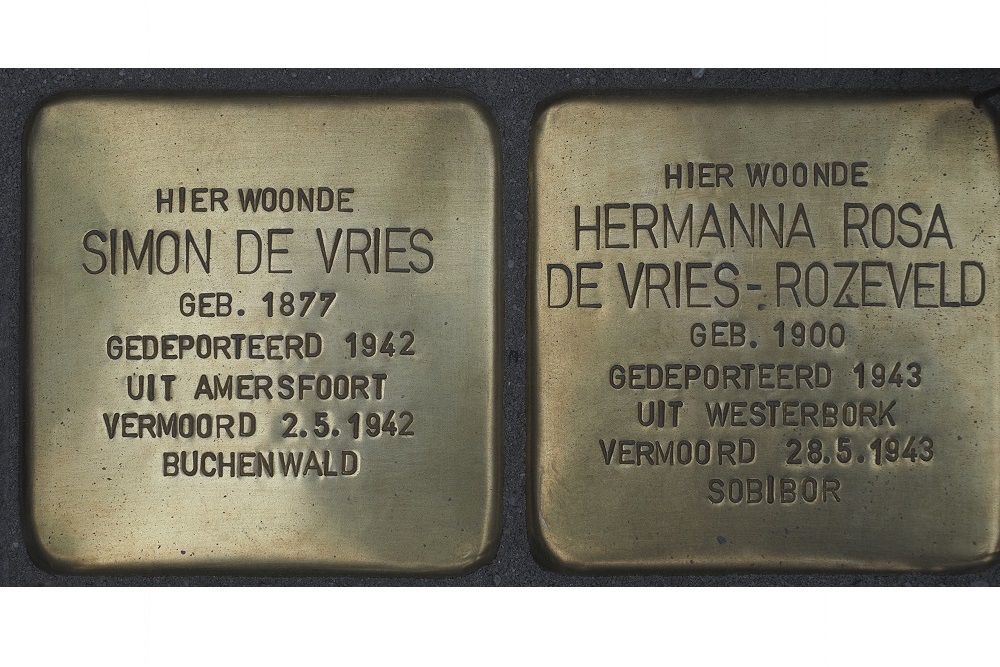 HIER WOONDE
SIMON DE VRIES
GEB. 1877
GEDEPORTEERD 1942
UIT AMERSFOORT
VERMOORD 2.5.1942
BUCHENWALD
HIER WOONDE
HERMANNA ROSA
DE VRIES-ROZEVELD
GEB. 1900
GEDEPORTEERD 1943
UIT WESTERBORK
VERMOORD 28.5.1943
SOBIBOR